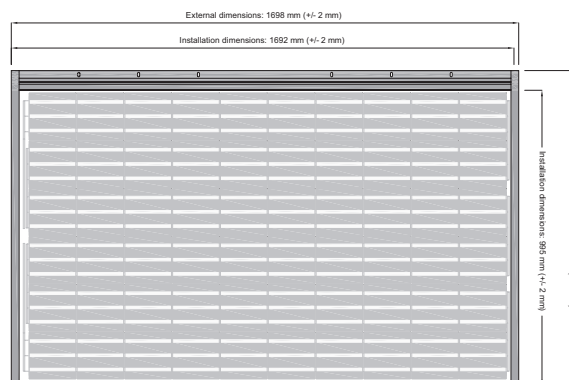 External dimensions: 1698 mm (+/- 2 mm)
Installation dimensions: 1692 mm (+/- 2 mm)
Installation dimensions: 995 mm (+/- 2 mm)